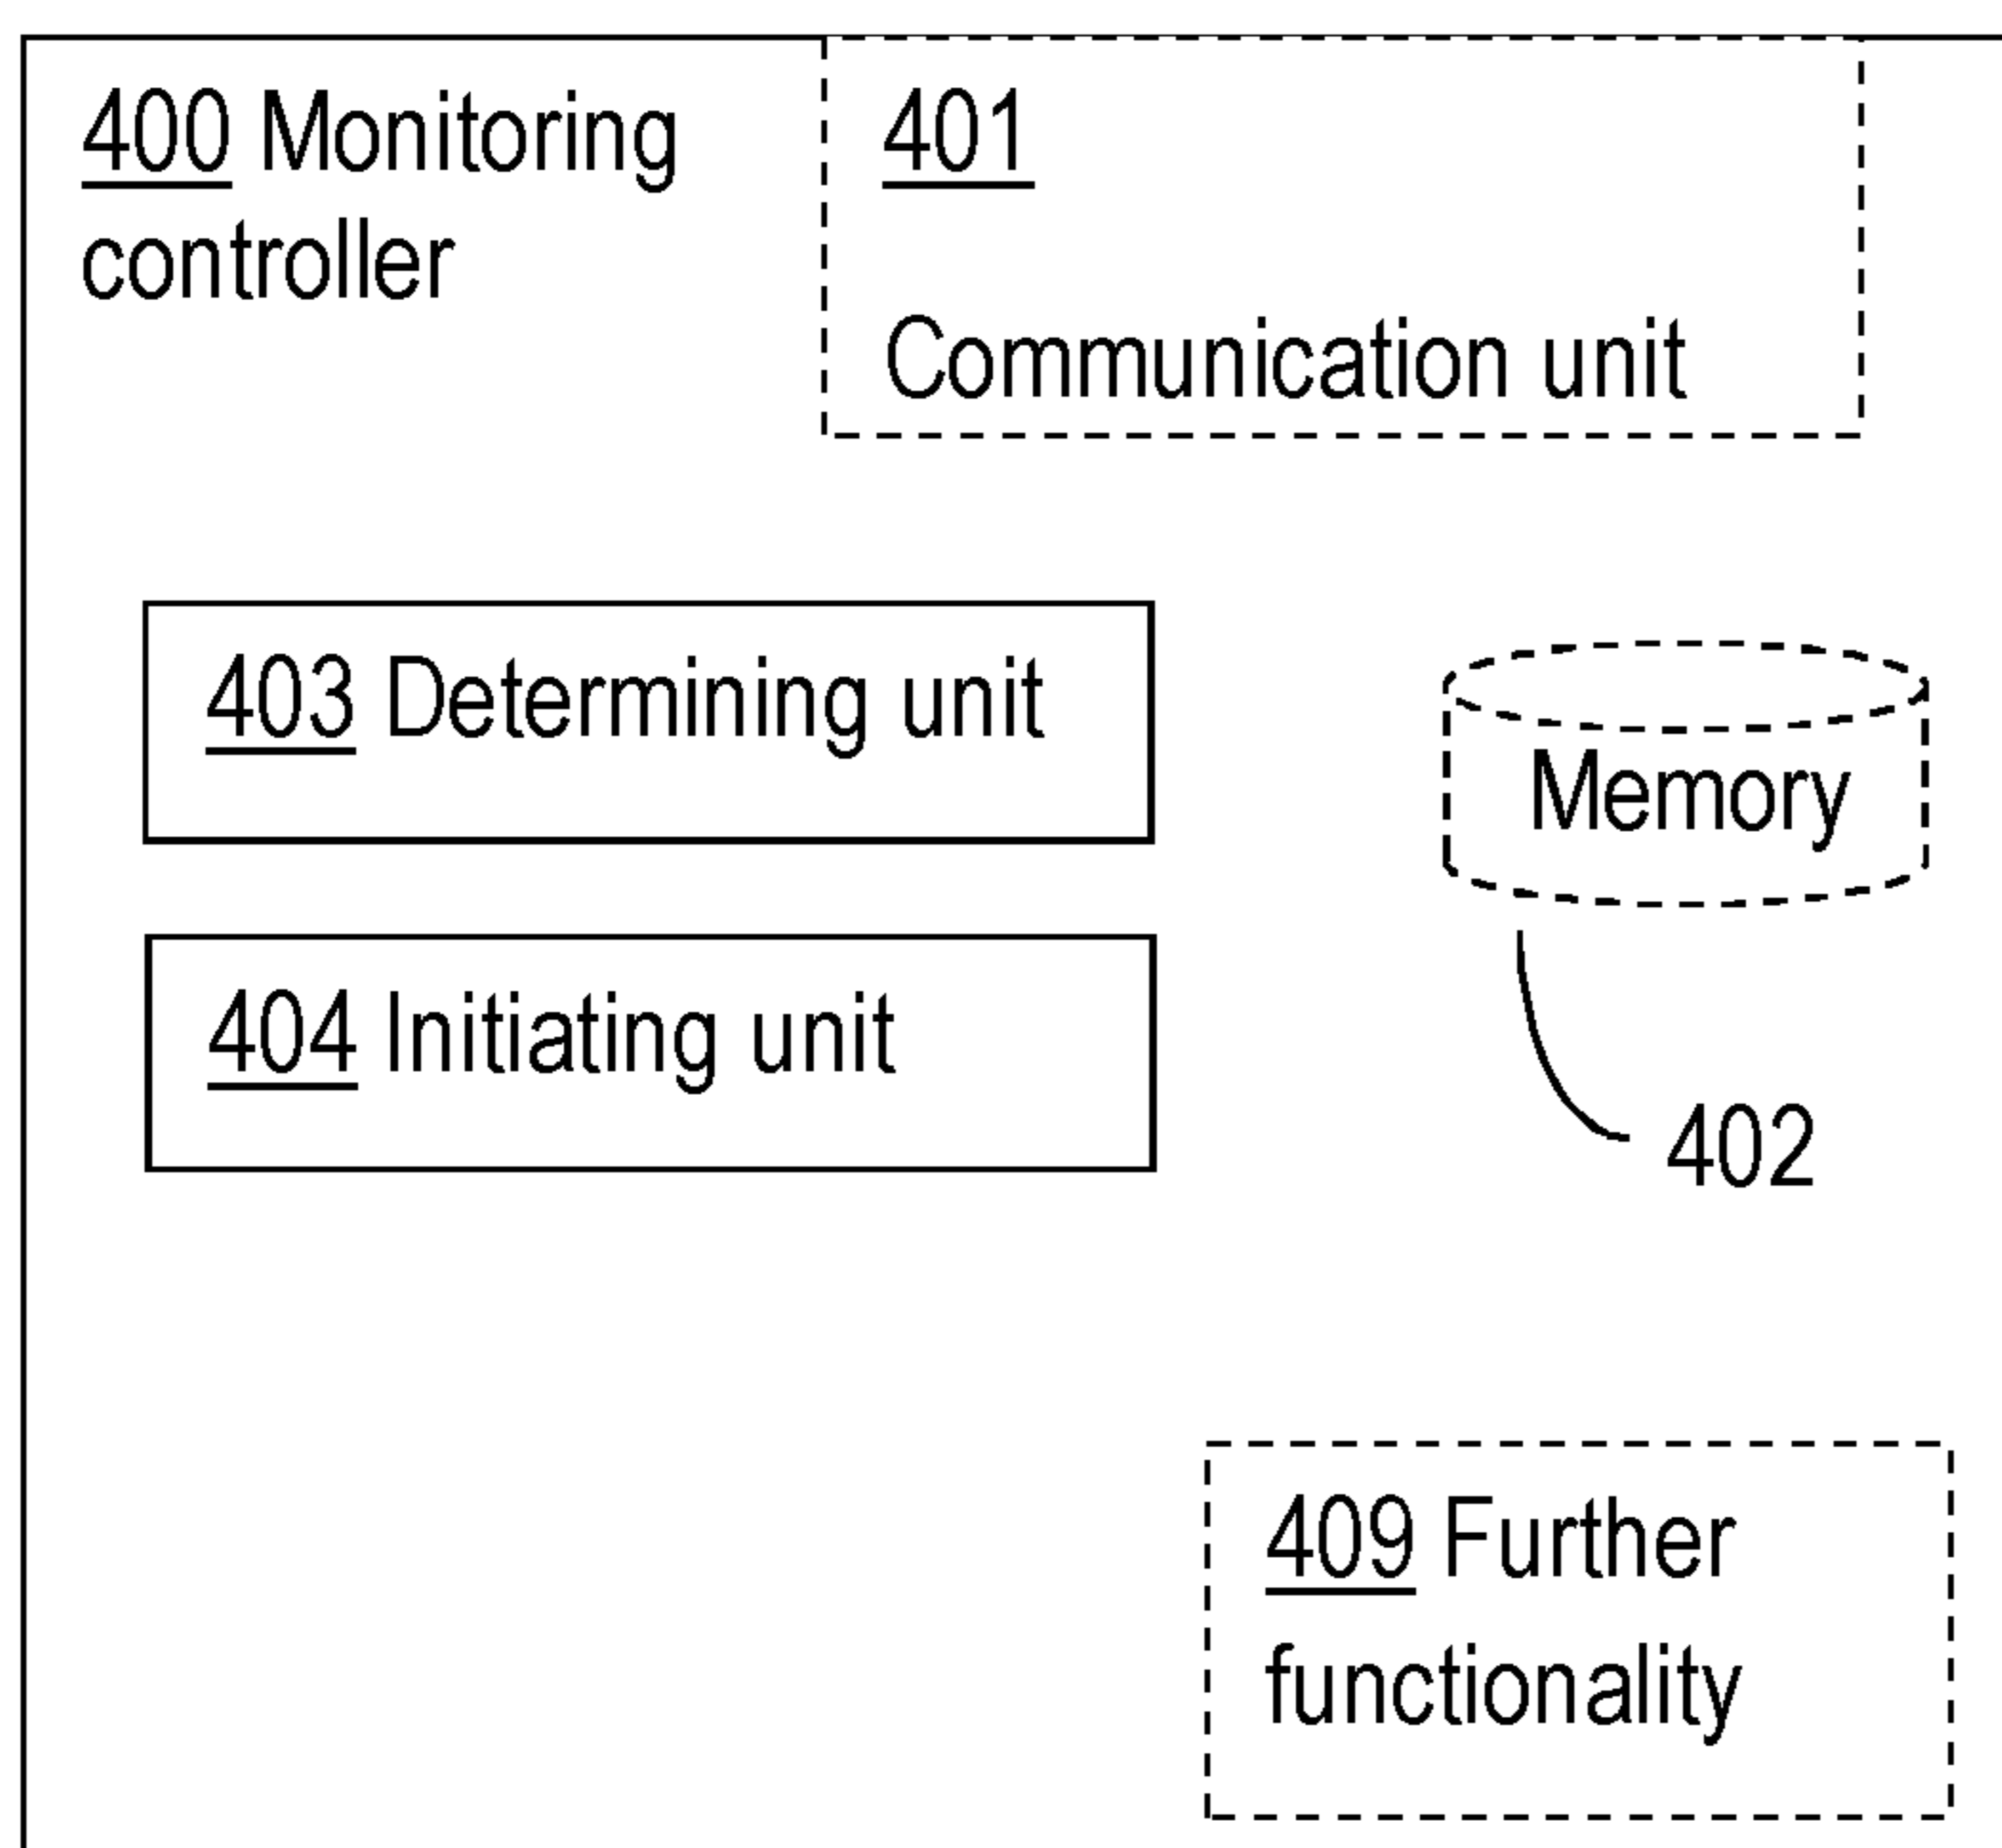 400 Monitoring
controller
401
Communication unit
403 Determining unit
Memory
404 Initiating unit
402
409 Further
functionality